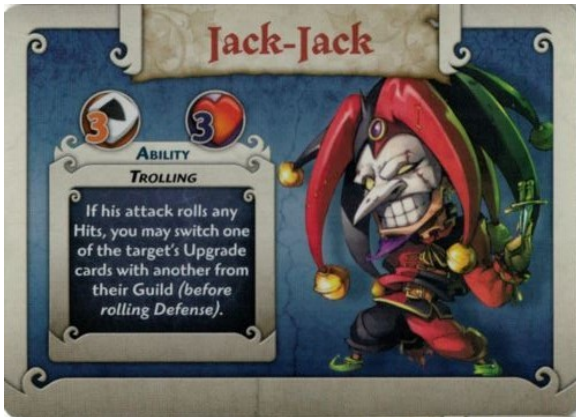 Jack-Jack
3 3
ABILITY
TROLLING
If his attack rolls any
Hits, you may switch one
of the target's Upgrade
cards with another from
their Guild (before
rolling Defense).